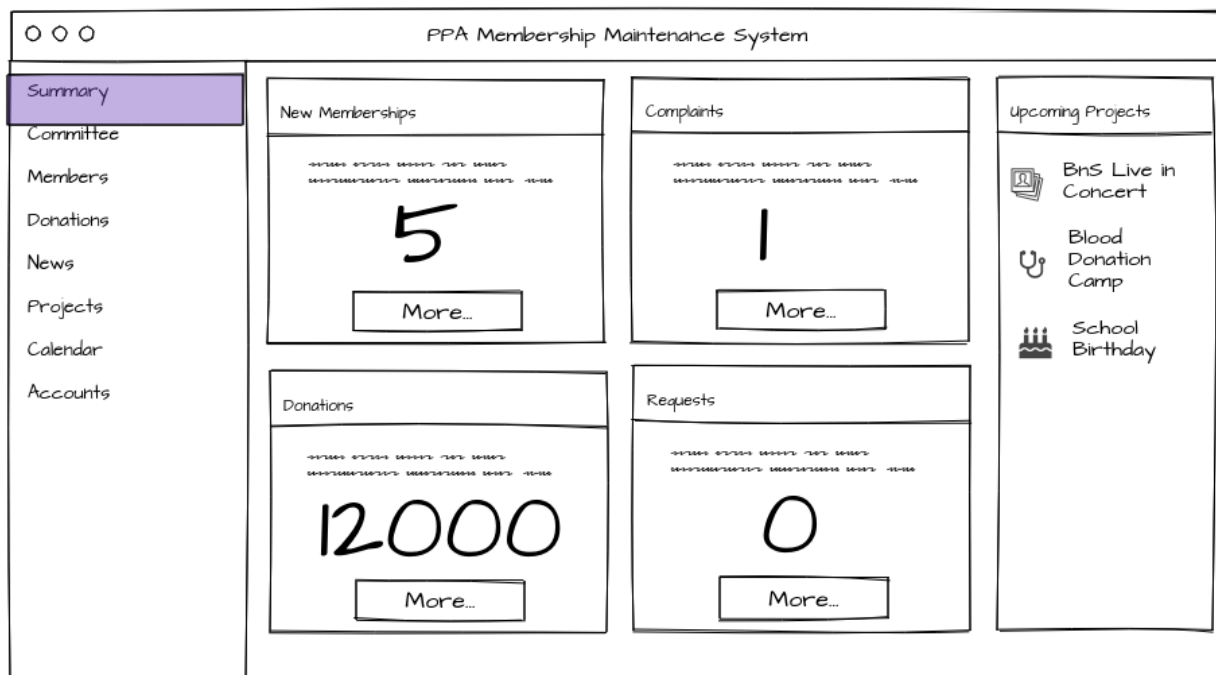 PPA Membership Maintenance System
Summary
Committee
Members
Donations
News
Projects
Calendar
Accounts
New Memberships
5
More...
Complaints
1
More...
Donations
12000
More...
Requests
0
More...
Upcoming Projects
BnS Live in
Concert
Blood
Donation
Camp
School
Birthday